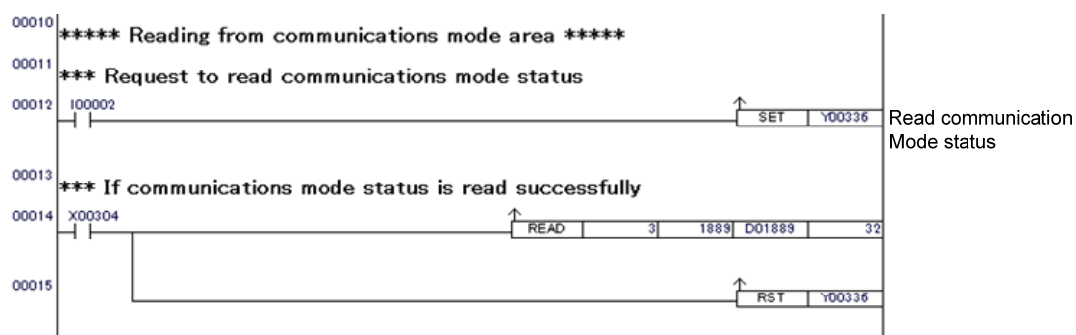 00010
***** Reading from communications mode area *****
00011
*** Request to read communications mode status
00012 I00002
SET Y00336
Read communication
Mode status
00013
*** If communications mode status is read successfully
00014 X00304
READ 3 1889 D01889 32
00015
RST Y00336